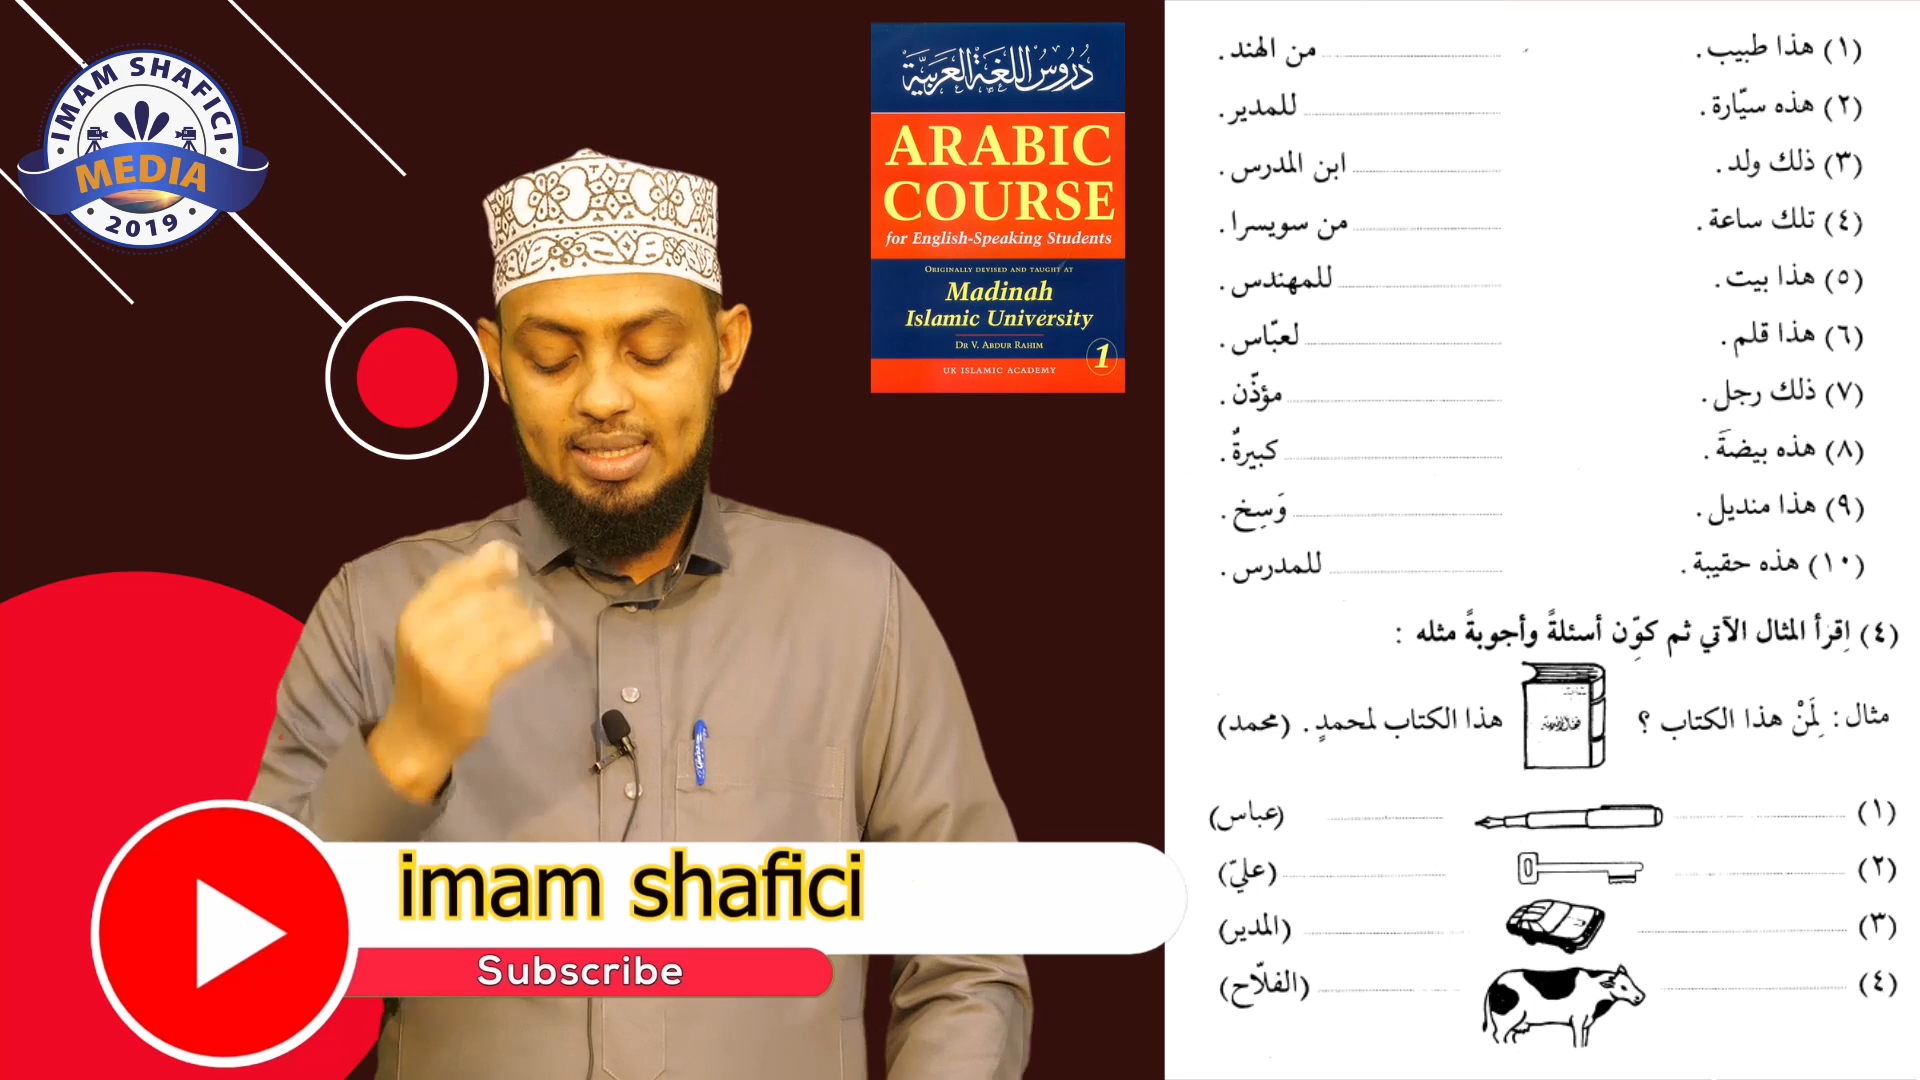 IMAM SHAFICI
MEDIA
2019
دروس اللغة العربية
ARABIC
COURSE
for English-Speaking Students
ORIGINALLY DEVISED AND TAUGHT AT
Madinah
Islamic University
DR V. ABDUR RAHIM
1
UK ISLAMIC ACADEMY
imam shafici
Subscribe
(١) هذا طبيب. ............ من الهند.
(٢) هذه سيّارة. ............ للمدير.
(٣) ذلك ولد. ............ ابن المدرس.
(٤) تلك ساعة. ............ من سويسرا.
(٥) هذا بيت. ............ للمهندس.
(٦) هذا قلم. ............ لعبّاس.
(٧) ذلك رجل. ............ مؤذّن.
(٨) هذه بيضةَ. ............ كبيرةٌ.
(٩) هذا منديل. ............ وَسِخ.
(١٠) هذه حقيبة. ............ للمدرس.
(٤) اِقرأ المثال الآتي ثم كوِّن أسئلةً وأجوبةً مثله :
مثال : لِمَنْ هذا الكتاب ؟ هذا الكتاب لمحمدٍ. (محمد)
(١) ............ ............ (عباس)
(٢) ............ ............ (عليّ)
(٣) ............ ............ (المدير)
(٤) ............ ............ (الفلّاح)